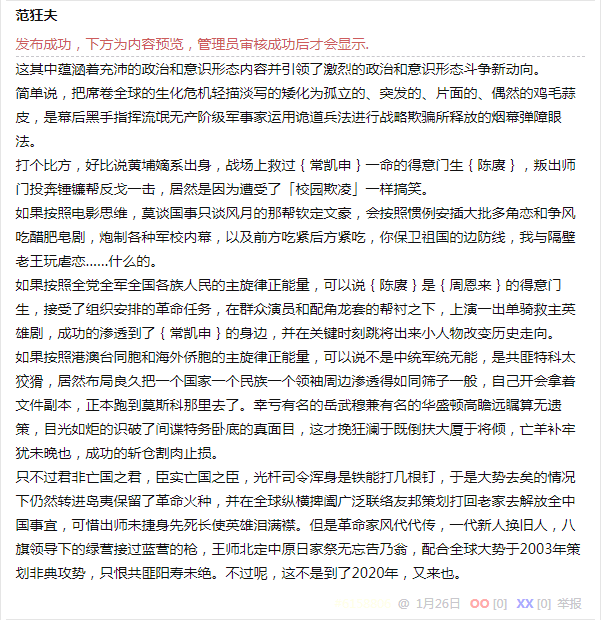 范狂夫
发布成功，下方为内容预览，管理员审核成功后才会显示.
这其中蕴涵着充沛的政治和意识形态内容并引领了激烈的政治和意识形态斗争新动向。
简单说，把席卷全球的生化危机轻描淡写的矮化为孤立的、突发的、片面的、偶然的鸡毛蒜
皮，是幕后黑手指挥流氓无产阶级军事家运用诡道兵法进行战略欺骗所释放的烟幕弹障眼
法。
打个比方，好比说黄埔嫡系出身，战场上救过｛常凯申｝一命的得意门生｛陈赓｝，叛出师
门投奔锤镰帮反戈一击，居然是因为遭受了「校园欺凌」一样搞笑。
如果按照电影思维，莫谈国事只谈风月的那帮钦定文豪，会按照惯例安插大批多角恋和争风
吃醋肥皂剧，炮制各种军校内幕，以及前方吃紧后方紧吃，你保卫祖国的边防线，我与隔壁
老王玩虐恋……什么的。
如果按照全党全军全国各族人民的主旋律正能量，可以说｛陈赓｝是｛周恩来｝的得意门
生，接受了组织安排的革命任务，在群众演员和配角龙套的帮衬之下，上演一出单骑救主英
雄剧，成功的渗透到了｛常凯申｝的身边，并在关键时刻跳将出来小人物改变历史走向。
如果按照港澳台同胞和海外侨胞的主旋律正能量，可以说不是中统军统无能，是共匪特科太
狡猾，居然布局良久把一个国家一个民族一个领袖周边渗透得如同筛子一般，自己开会拿着
文件副本，正本跑到莫斯科那里去了。幸亏有名的岳武穆兼有名的华盛顿高瞻远瞩算无遗
策，目光如炬的识破了间谍特务卧底的真面目，这才挽狂澜于既倒扶大厦于将倾，亡羊补牢
犹未晚也，成功的斩仓割肉止损。
只不过君非亡国之君，臣实亡国之臣，光杆司令浑身是铁能打几根钉，于是大势去矣的情况
下仍然转进岛夷保留了革命火种，并在全球纵横捭阖广泛联络友邦策划打回老家去解放全中
国事宜，可惜出师未捷身先死长使英雄泪满襟。但是革命家风代代传，一代新人换旧人，八
旗领导下的绿营接过蓝营的枪，王师北定中原日家祭无忘告乃翁，配合全球大势于2003年策
划非典攻势，只恨共匪阳寿未绝。不过呢，这不是到了2020年，又来也。
@ 1月26日 OO [0] XX [0] 举报